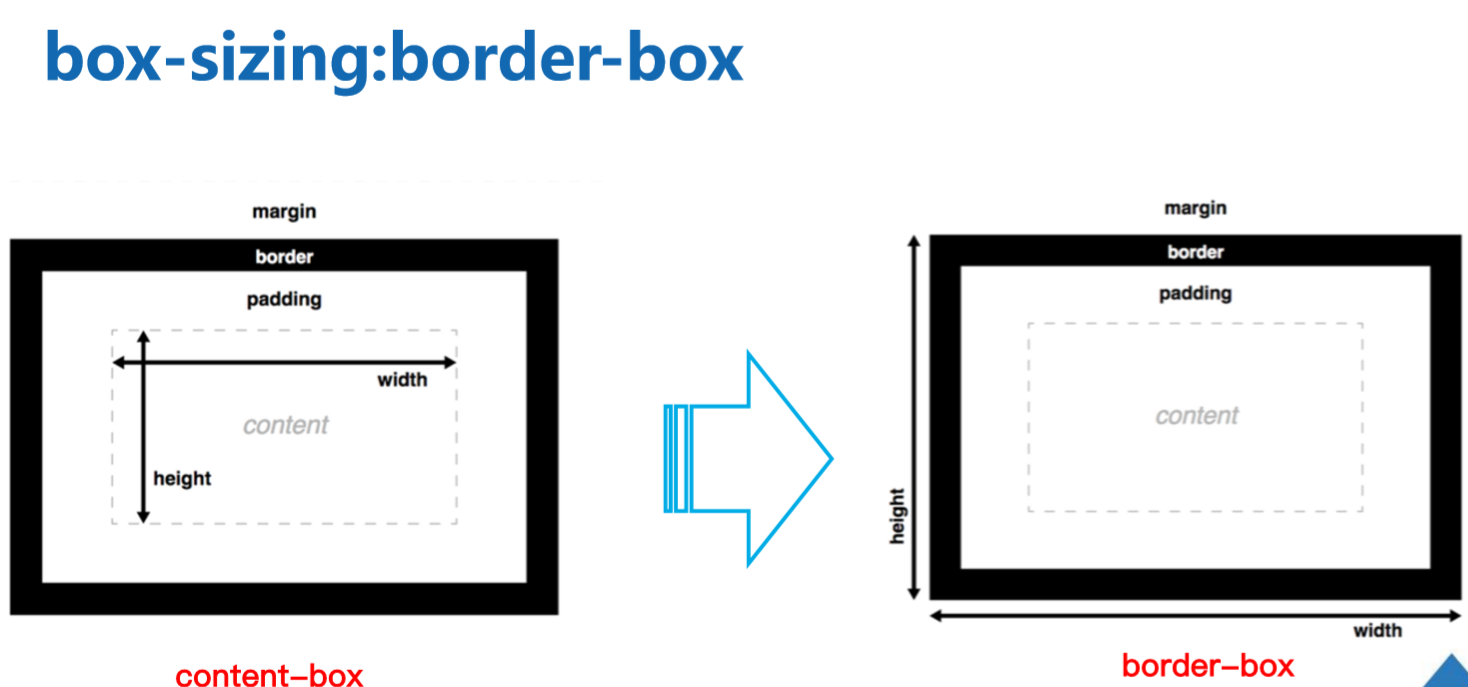 box-sizing:border-box
margin
border
padding
width
content
height
content-box
margin
border
padding
content
height
width
border-box